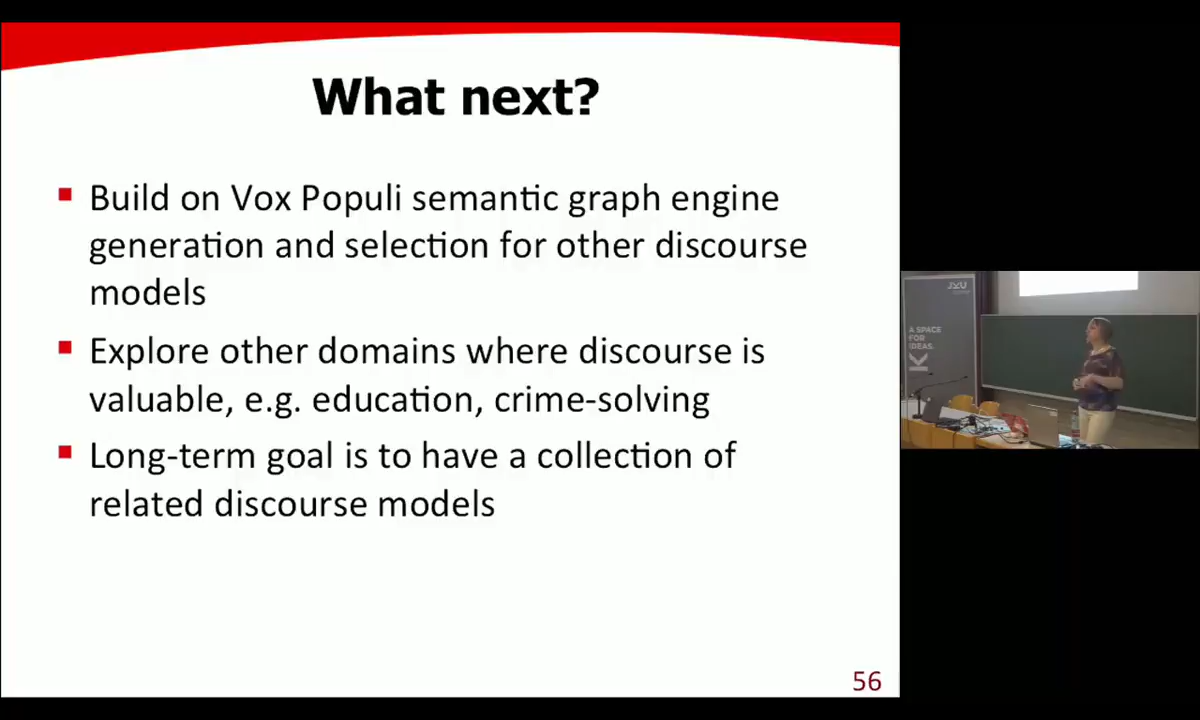 What next?
Build on Vox Populi semantic graph engine
generation and selection for other discourse
models
Explore other domains where discourse is
valuable, e.g. education, crime-solving
Long-term goal is to have a collection of
related discourse models
56
JKU
A SPACE
FOR
IDEAS.